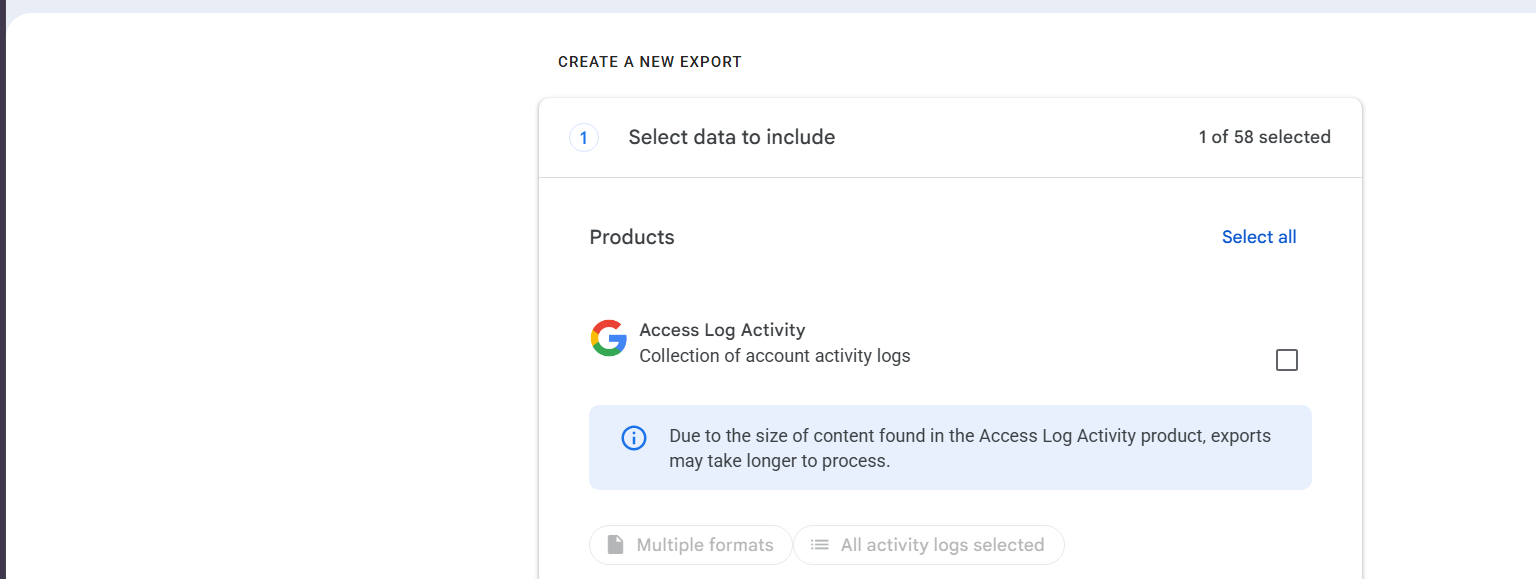 CREATE A NEW EXPORT
1 Select data to include 1 of 58 selected
Products Select all
Access Log Activity
Collection of account activity logs
Due to the size of content found in the Access Log Activity product, exports
may take longer to process.
Multiple formats All activity logs selected